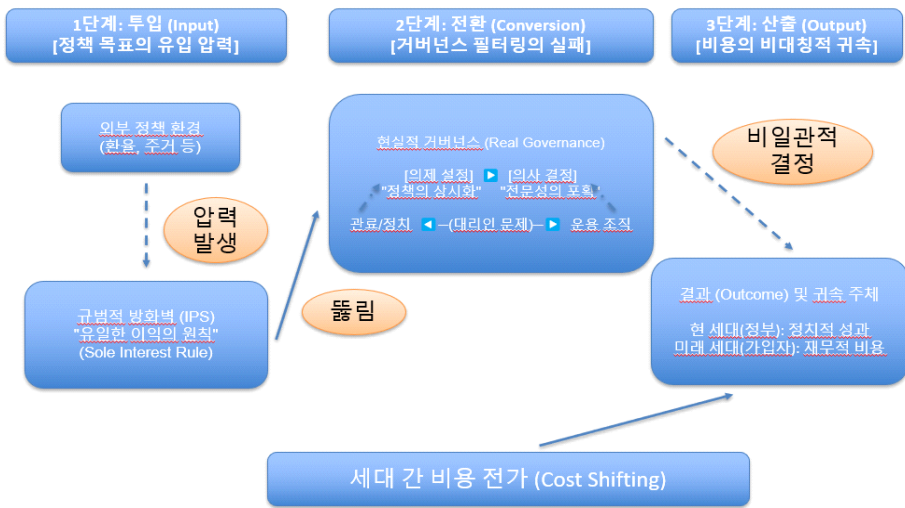 1단계: 투입 (Input)
[정책 목표의 유입 압력]
2단계: 전환 (Conversion)
[거버넌스 필터링의 실패]
3단계: 산출 (Output)
[비용의 비대칭적 귀속]
외부 정책 환경
(환율, 주거 등)
압력
발생
규범적 방화벽 (IPS)
"유일한 이익의 원칙"
(Sole Interest Rule)
뚫림
현실적 거버넌스 (Real Governance)
[의제 설정] ▶ [의사 결정]
"정책의 상시화" "전문성의 포획"
관료/정치 ◀ –(대리인 문제)– ▶ 운용 조직
비일관적
결정
결과 (Outcome) 및 귀속 주체
현 세대(정부): 정치적 성과
미래 세대(가입자): 재무적 비용
세대 간 비용 전가 (Cost Shifting)